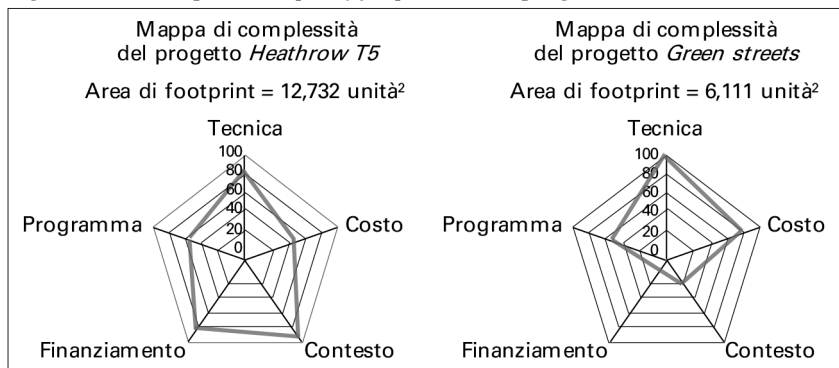 Mappa di complessità
del progetto Heathrow T5
Area di footprint = 12,732 unità²
Tecnica
100
80
60
40
20
0
Programma
Costo
Finanziamento
Contesto
Mappa di complessità
del progetto Green streets
Area di footprint = 6,111 unità²
Tecnica
100
80
60
40
20
0
Programma
Costo
Finanziamento
Contesto